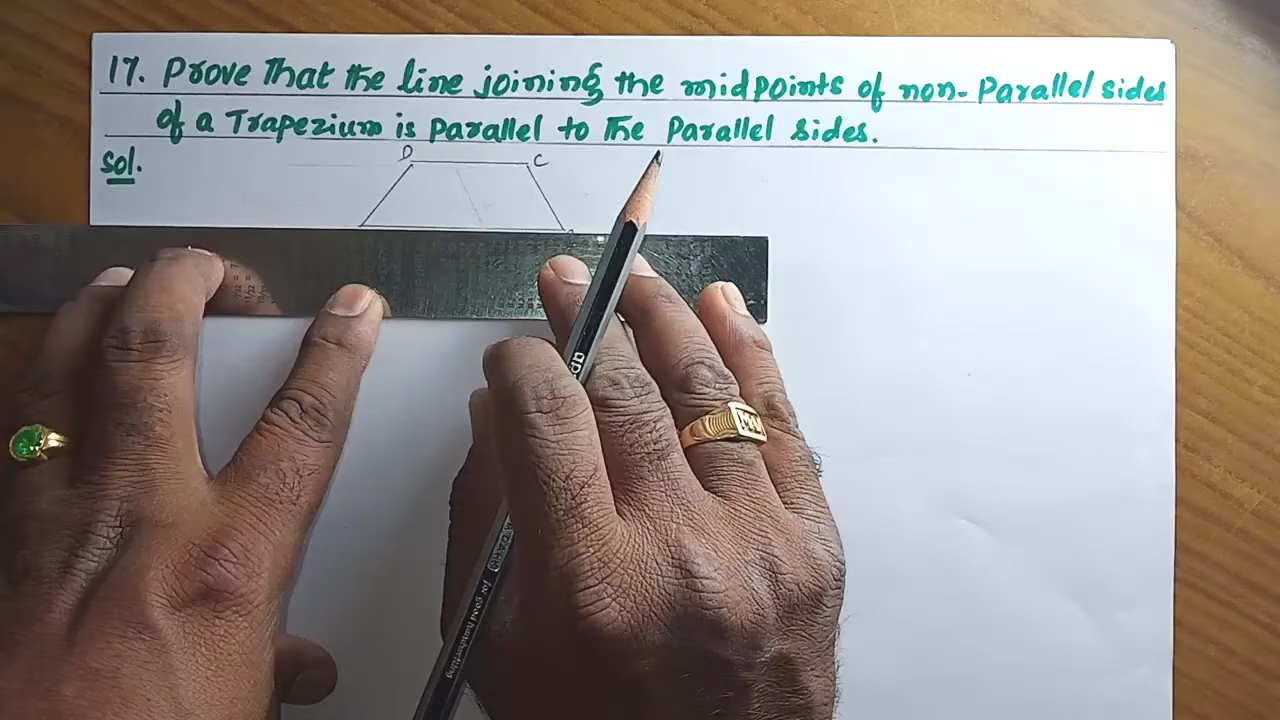 17. Prove that the line joining the midpoints of non-Parallel sides
of a Trapezium is parallel to the Parallel sides.
Sol.
D C